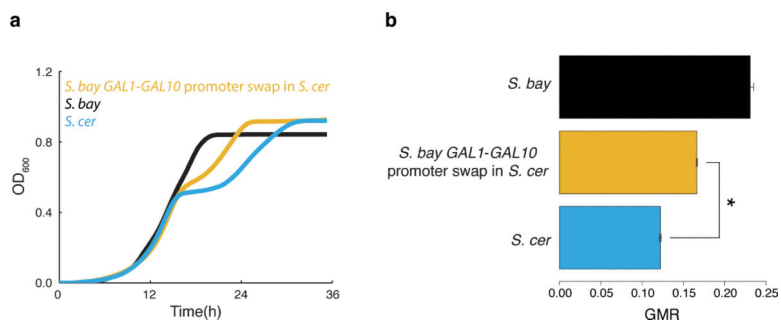 a
S. bay GAL1-GAL10 promoter swap in S. cer
S. bay
S. cer
1.2
0.8
0.4
0.0
OD600
0
12
24
36
Time(h)
b
S. bay
S. bay GAL1-GAL10
promoter swap in S. cer
S. cer
*
0.00
0.05
0.10
0.15
0.20
0.25
GMR